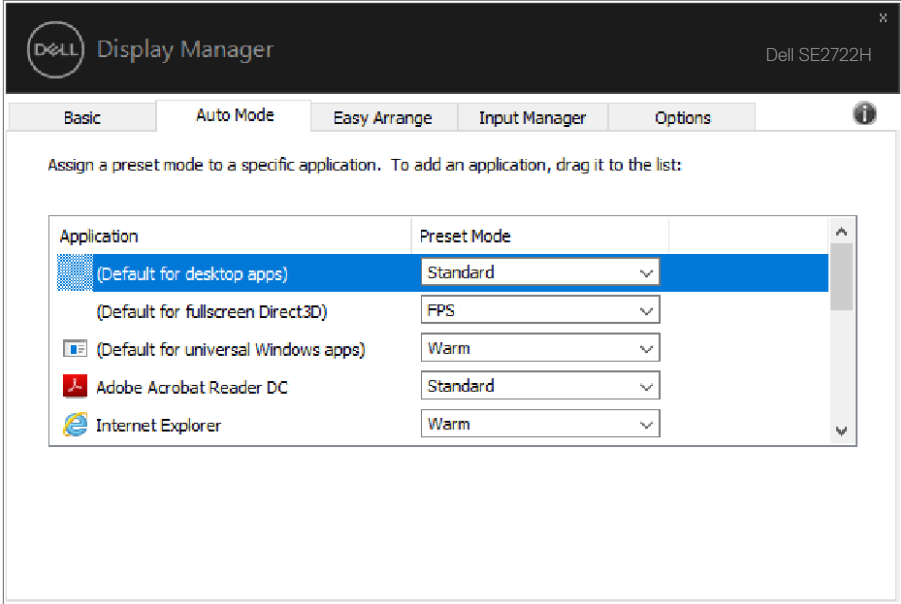 x
DELL Display Manager
Dell SE2722H
Basic Auto Mode Easy Arrange Input Manager Options
Assign a preset mode to a specific application. To add an application, drag it to the list:
Application Preset Mode
(Default for desktop apps) Standard
(Default for fullscreen Direct3D) FPS
(Default for universal Windows apps) Warm
Adobe Acrobat Reader DC Standard
Internet Explorer Warm